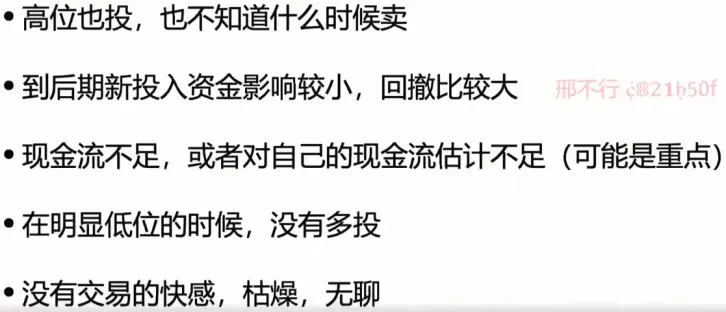 • 高位也投，也不知道什么时候卖
• 到后期新投入资金影响较小，回撤比较大 邢不行
• 现金流不足，或者对自己的现金流估计不足（可能是重点）
• 在明显低位的时候，没有多投
• 没有交易的快感，枯燥，无聊